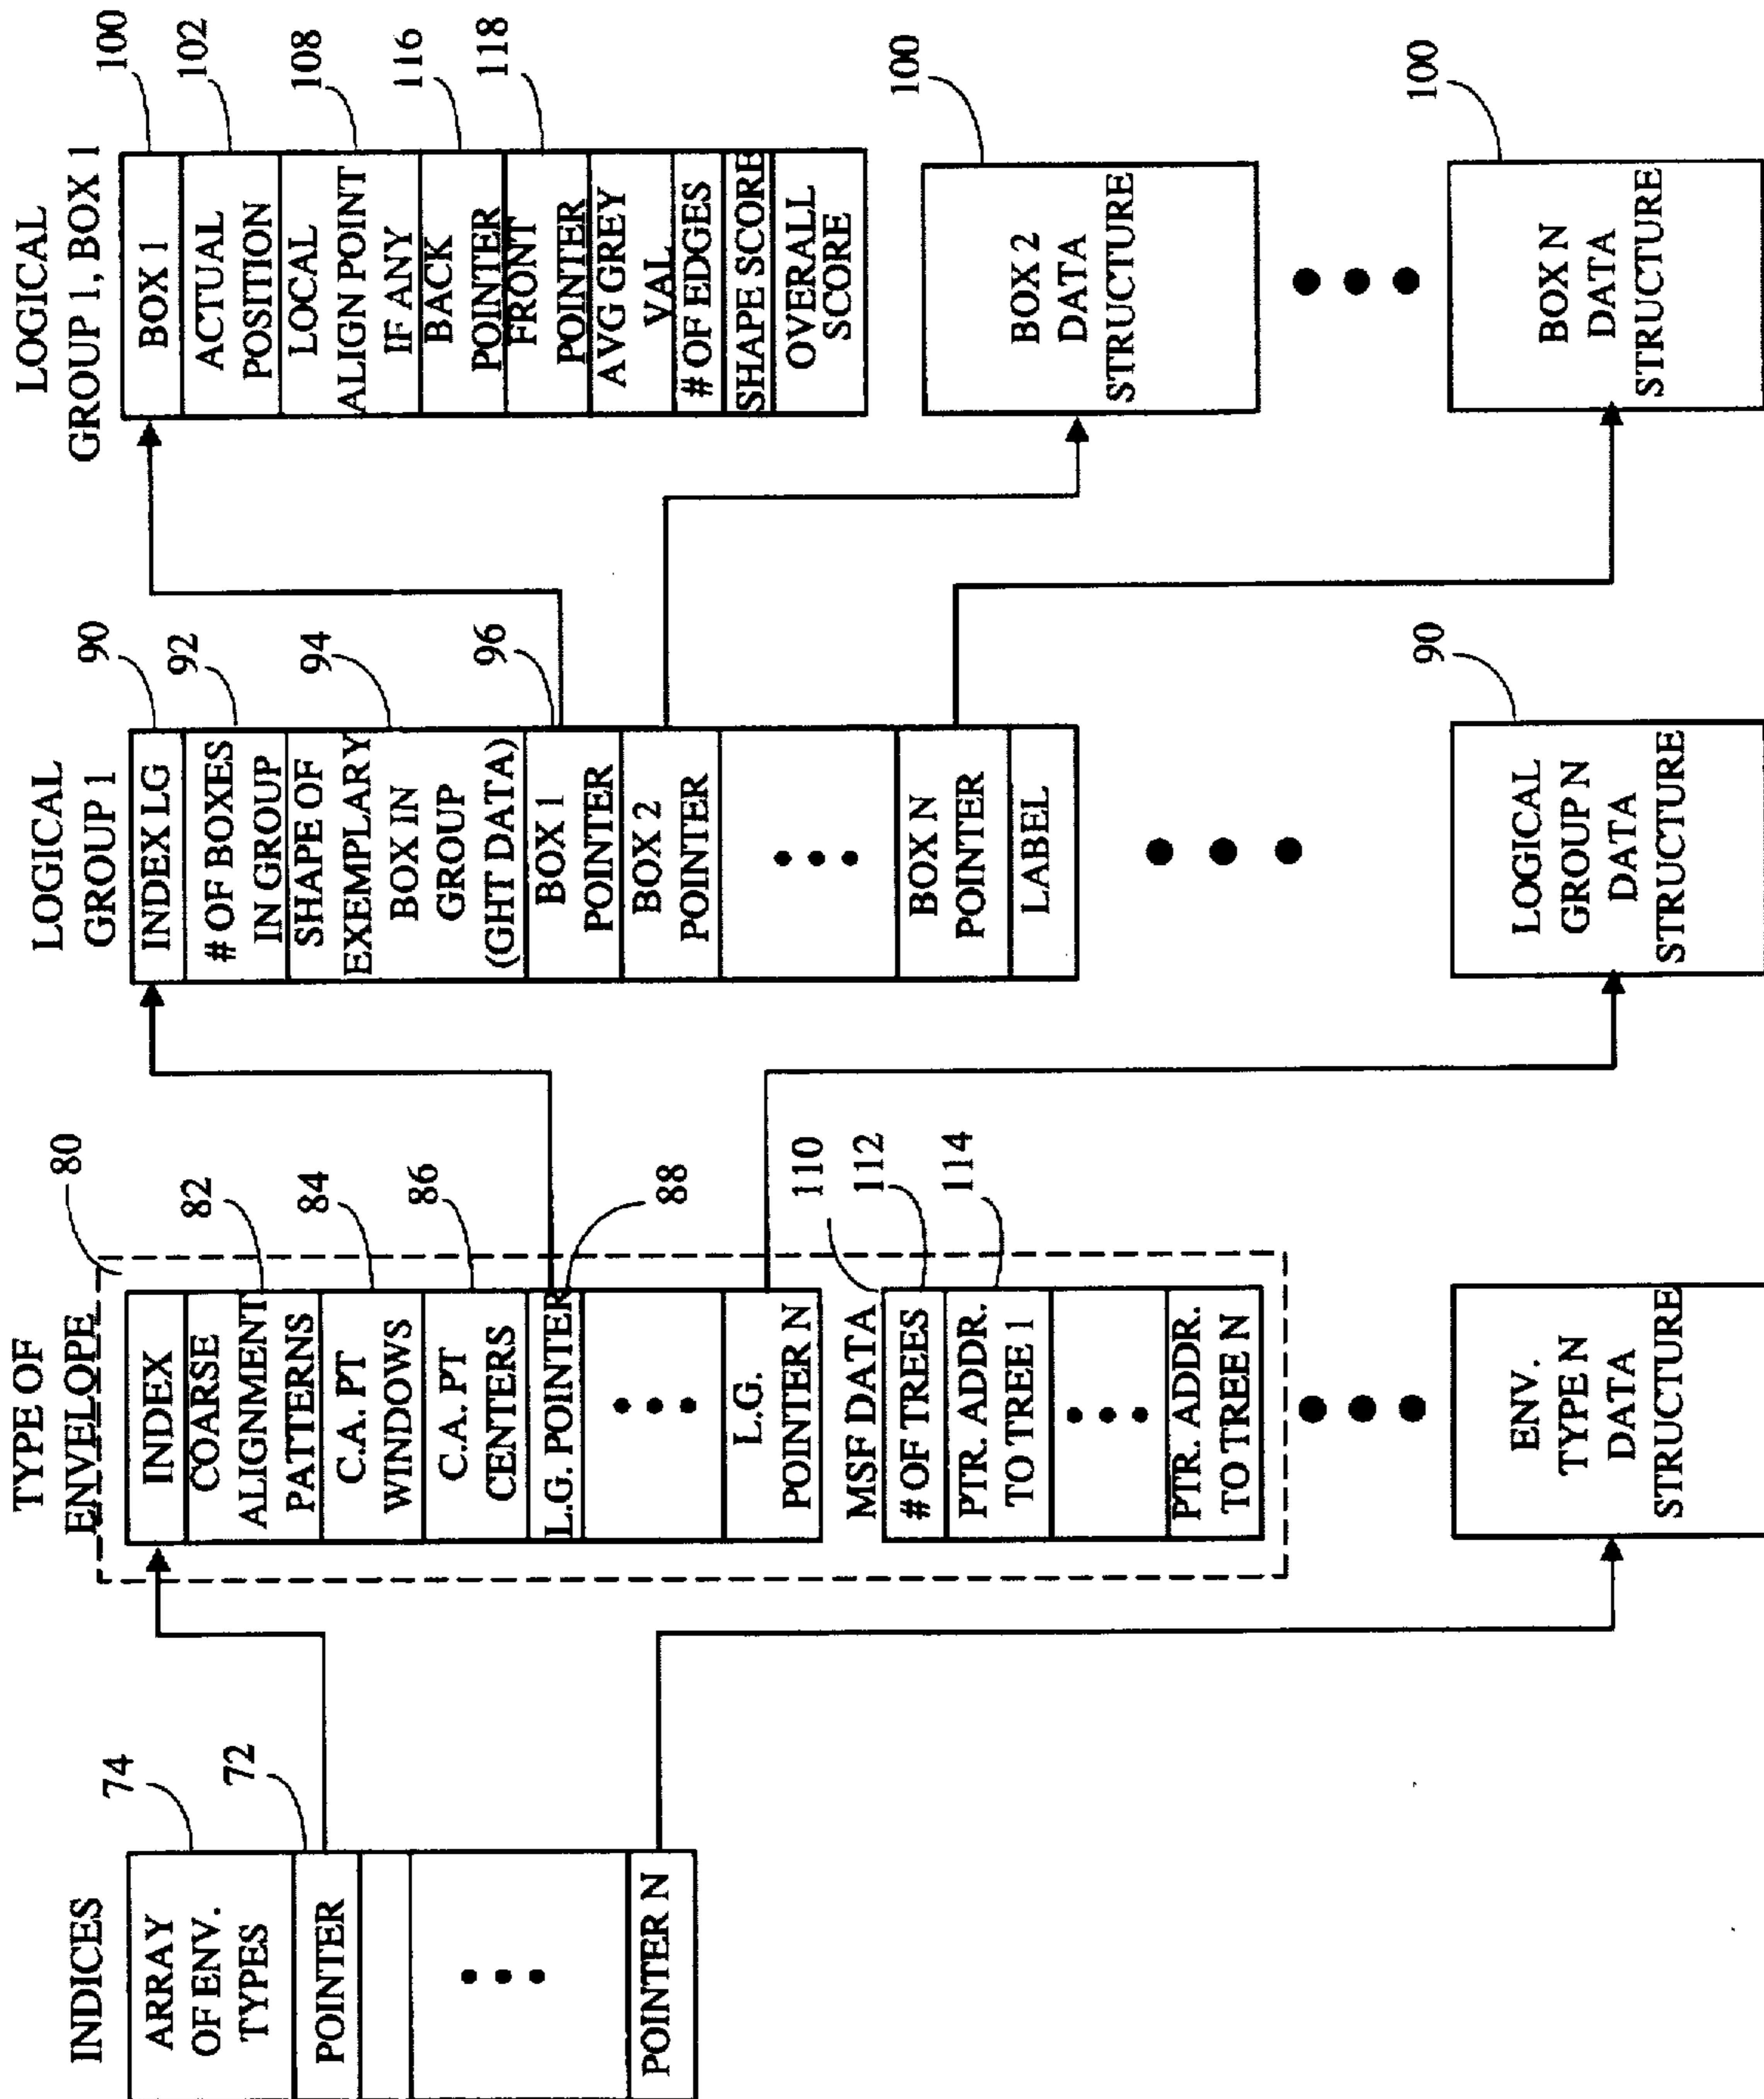 INDICES
74
72
ARRAY
OF ENV.
TYPES
POINTER
POINTER N
TYPE OF
ENVELOPE
80
82
84
86
88
INDEX
COARSE
ALIGNMENT
PATTERNS
C.A. PT
WINDOWS
C.A. PT
CENTERS
L.G. POINTER
L.G.
POINTER N
MSF DATA
110
112
114
# OF TREES
PTR. ADDR.
TO TREE 1
PTR. ADDR.
TO TREE N
ENV.
TYPE N
DATA
STRUCTURE
LOGICAL
GROUP 1
90
92
94
96
INDEX LG
# OF BOXES
IN GROUP
SHAPE OF
EXEMPLARY
BOX IN
GROUP
(GHT DATA)
BOX 1
POINTER
BOX 2
POINTER
BOX N
POINTER
LABEL
90
LOGICAL
GROUP N
DATA
STRUCTURE
LOGICAL
GROUP 1, BOX 1
100
102
108
116
118
BOX 1
ACTUAL
POSITION
LOCAL
ALIGN POINT
IF ANY
BACK
POINTER
FRONT
POINTER
AVG GREY
VAL
# OF EDGES
SHAPE SCORE
OVERALL
SCORE
100
BOX 2
DATA
STRUCTURE
100
BOX N
DATA
STRUCTURE